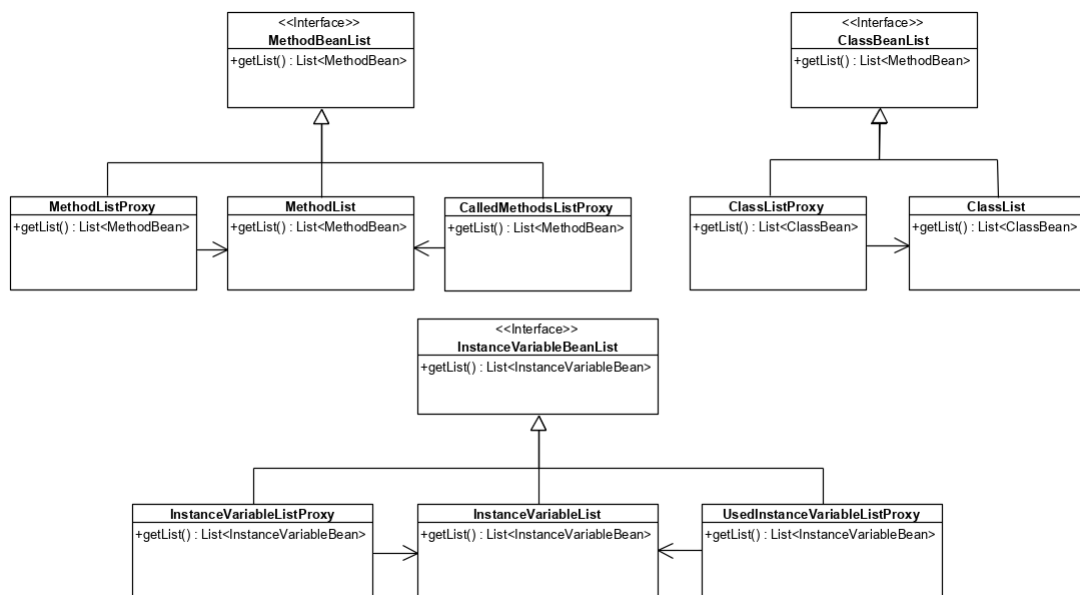 <<Interface>>
MethodBeanList
+getList() : List<MethodBean>
<<Interface>>
ClassBeanList
+getList() : List<MethodBean>
MethodListProxy
+getList() : List<MethodBean>
MethodList
+getList() : List<MethodBean>
CalledMethodsListProxy
+getList() : List<MethodBean>
ClassListProxy
+getList() : List<ClassBean>
ClassList
+getList() : List<ClassBean>
<<Interface>>
InstanceVariableBeanList
+getList() : List<InstanceVariableBean>
InstanceVariableListProxy
+getList() : List<InstanceVariableBean>
InstanceVariableList
+getList() : List<InstanceVariableBean>
UsedInstanceVariableListProxy
+getList() : List<InstanceVariableBean>